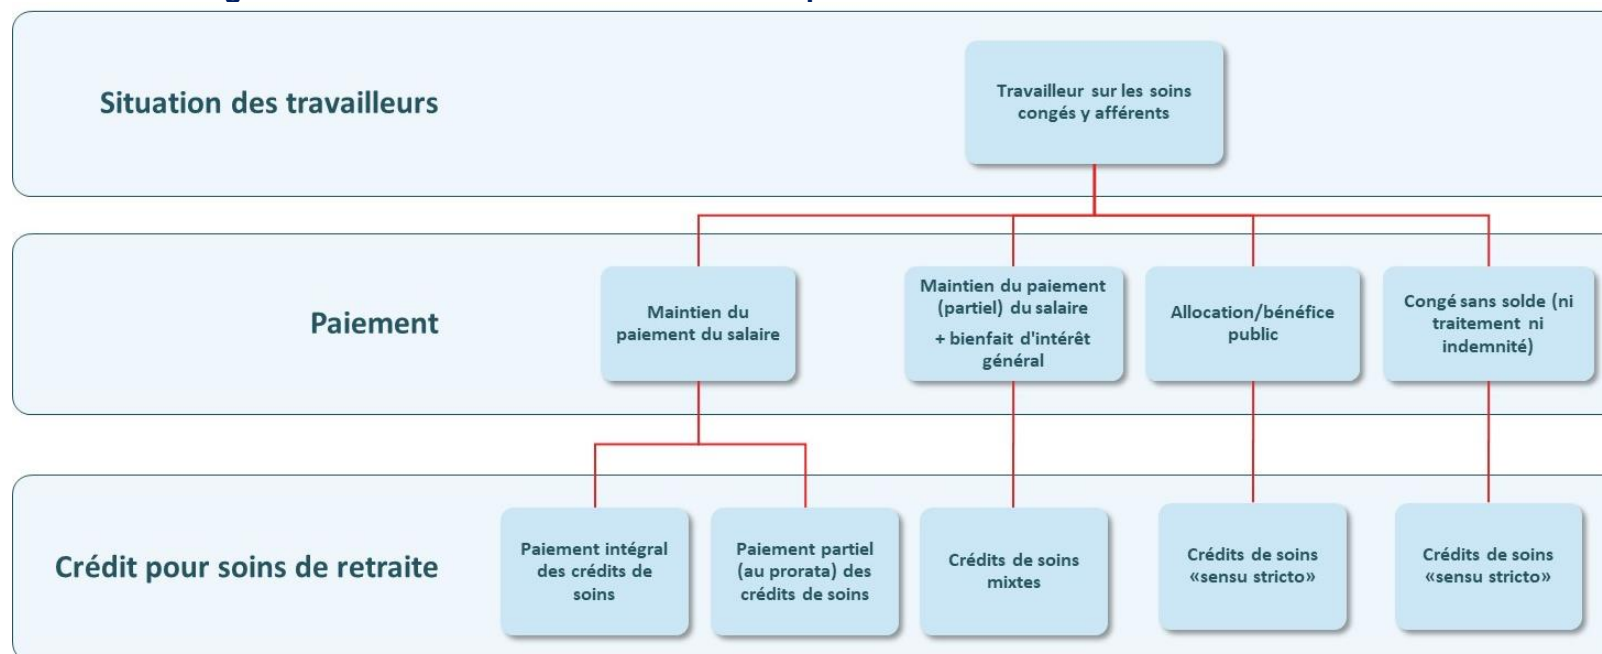 Situation des travailleurs
Travailleur sur les soins
congés y afférents
Paiement
Maintien du
paiement du salaire
Maintien du paiement
(partiel) du salaire
+ bienfait d'intérêt
général
Allocation/bénéfice
public
Congé sans solde (ni
traitement ni
indemnité)
Crédit pour soins de retraite
Paiement intégral
des crédits de
soins
Paiement partiel
(au prorata) des
crédits de soins
Crédits de soins
mixtes
Crédits de soins
«sensu stricto»
Crédits de soins
«sensu stricto»